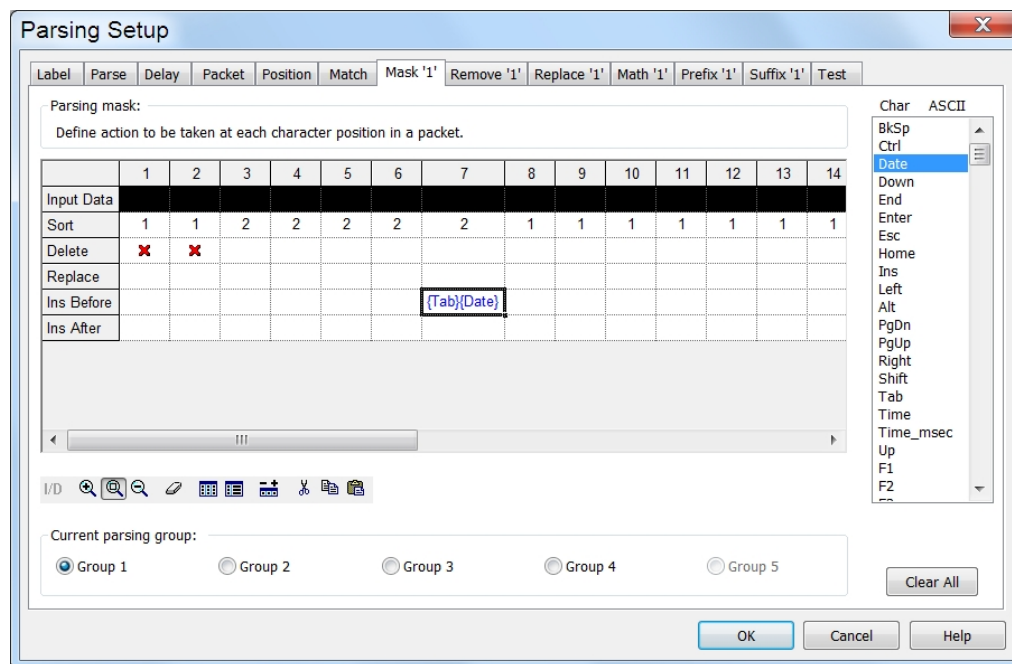 Parsing Setup
X
Label Parse Delay Packet Position Match Mask '1' Remove '1' Replace '1' Math '1' Prefix '1' Suffix '1' Test
Parsing mask:
Define action to be taken at each character position in a packet.
1 2 3 4 5 6 7 8 9 10 11 12 13 14
Input Data
Sort 1 1 2 2 2 2 2 1 1 1 1 1 1 1
Delete
Replace
Ins Before {Tab}{Date}
Ins After
I/D
Current parsing group:
Group 1 Group 2 Group 3 Group 4 Group 5
Char ASCII
BkSp
Ctrl
Date
Down
End
Enter
Esc
Home
Ins
Left
Alt
PgDn
PgUp
Right
Shift
Tab
Time
Time_msec
Up
F1
F2
Clear All
OK Cancel Help